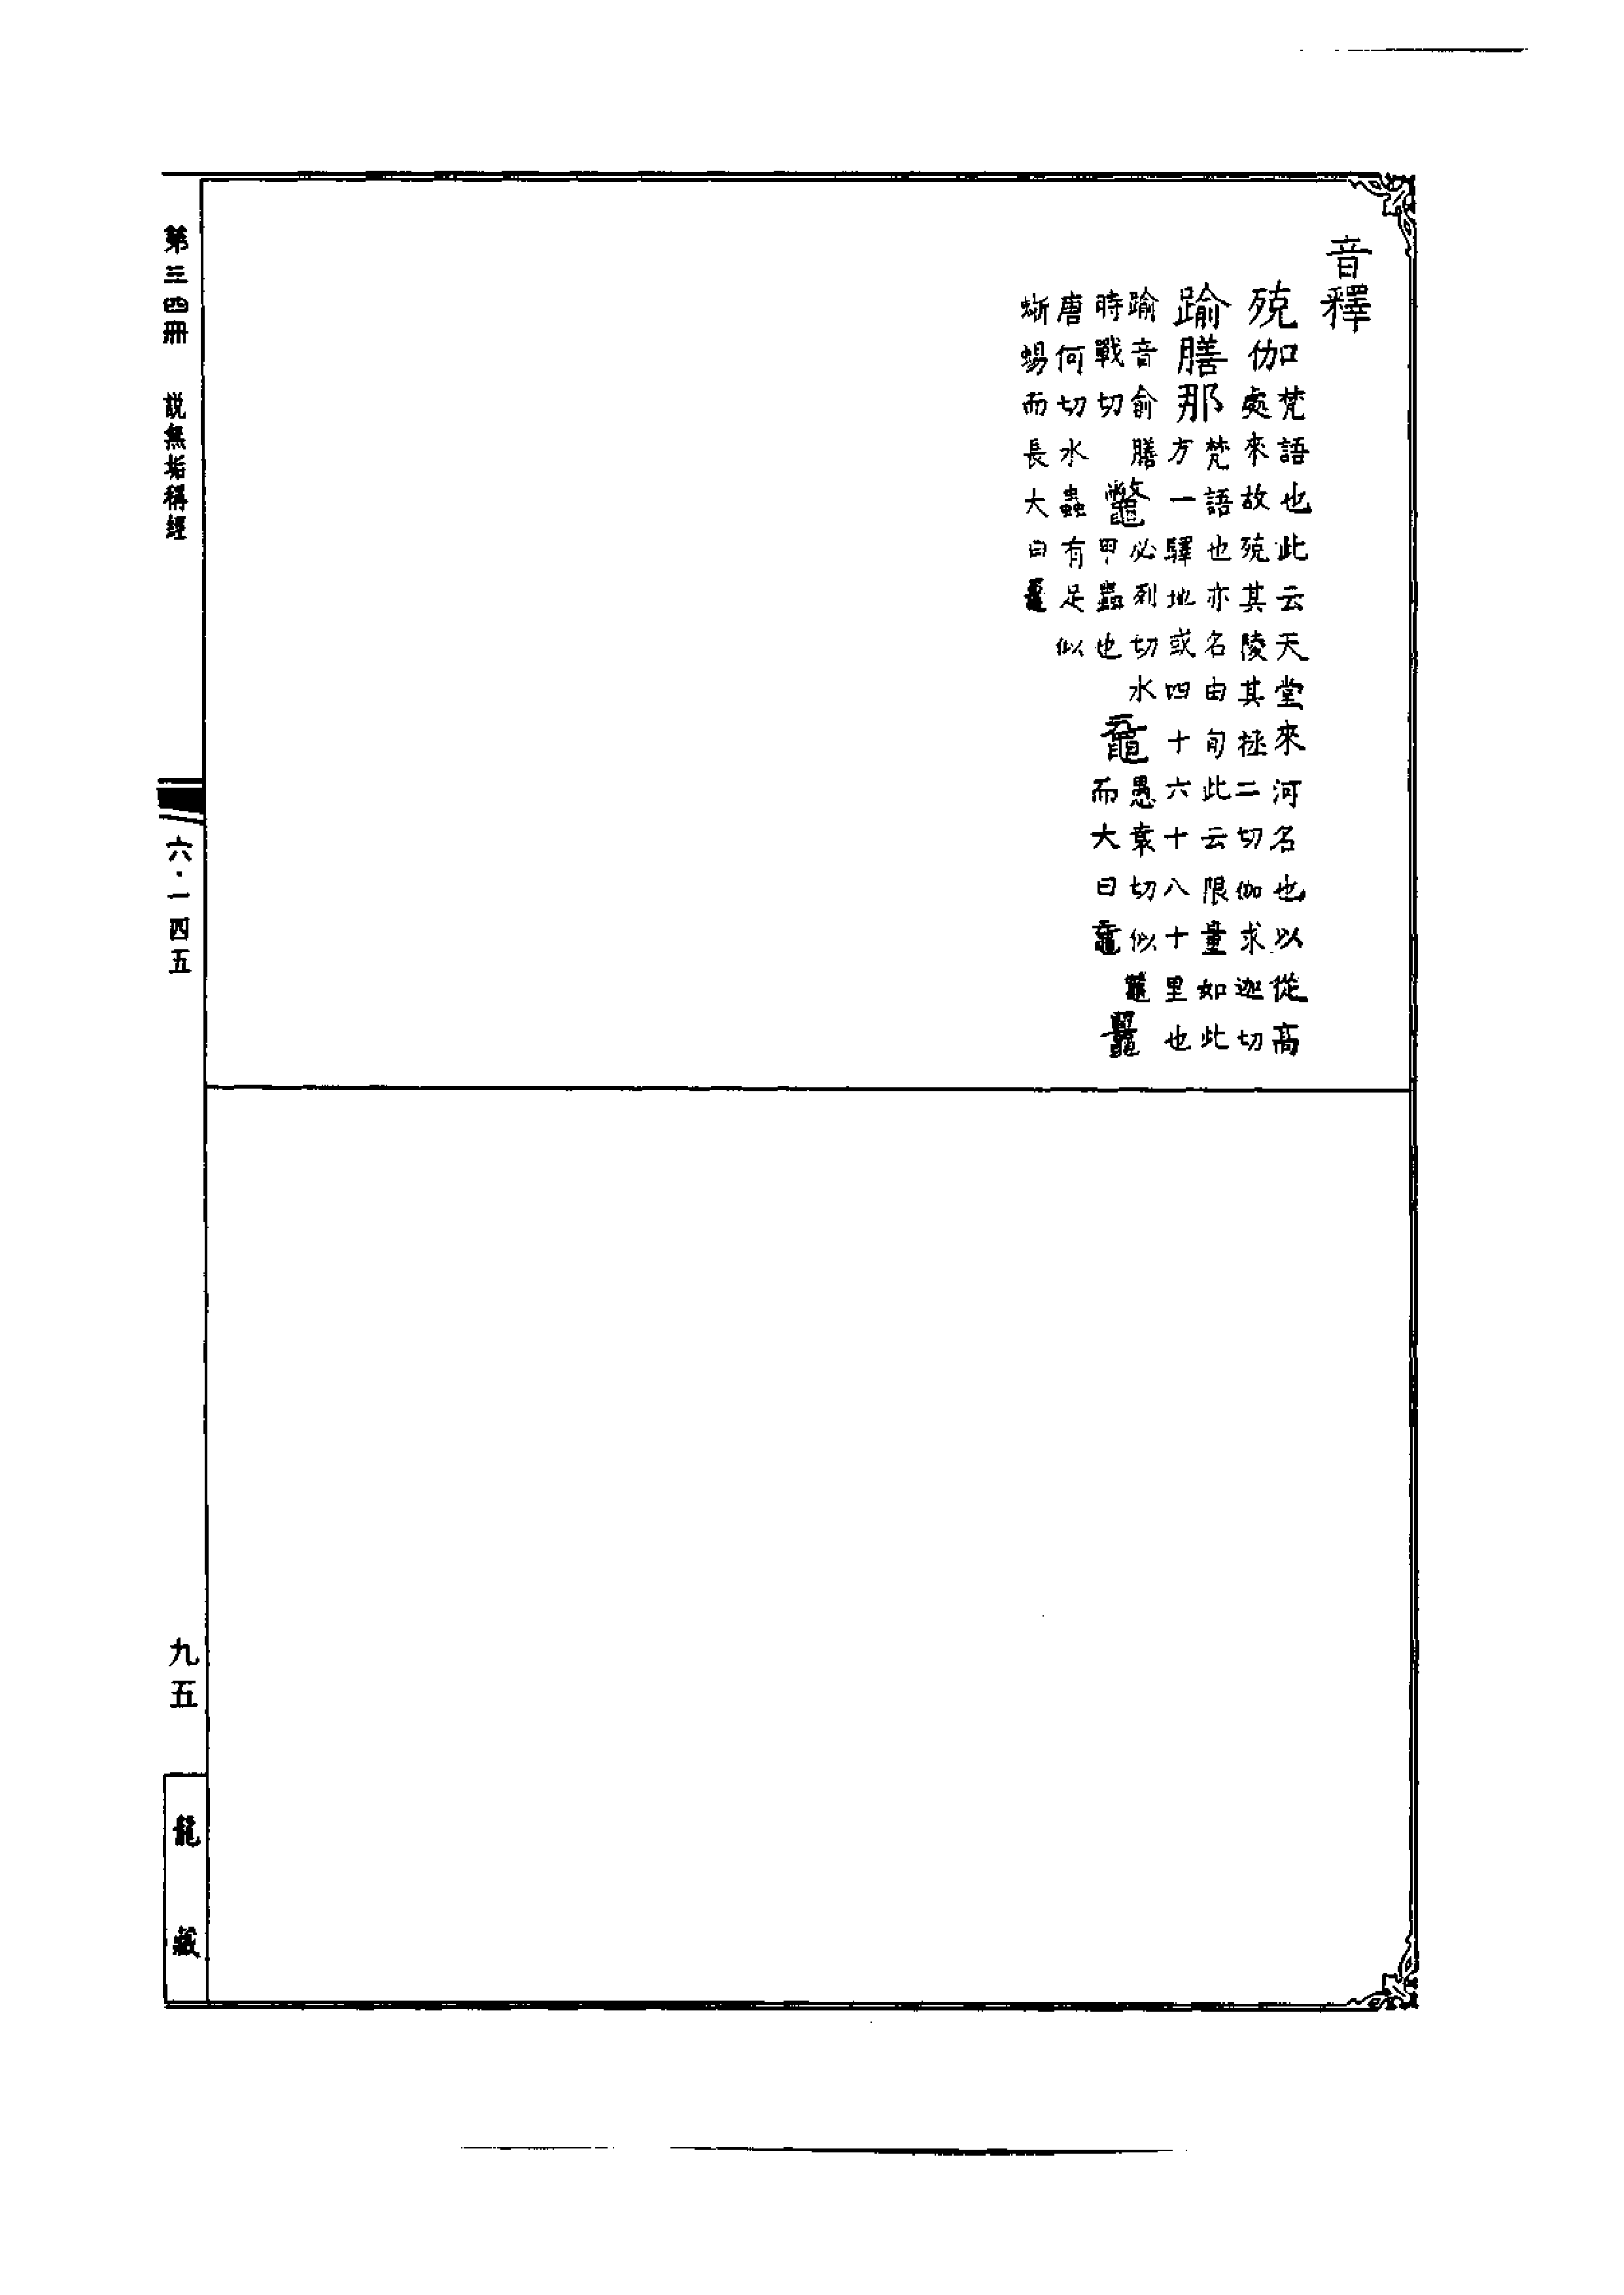 音釋
殑伽
梵語也此云天堂來河名也以從高
處來故殑其陵其拯二切伽求迦切
踰膳那
梵語也亦名由旬此云限量如此
方一驛地或四十六十八十里也
踰音俞膳
時戰切
鼈
必列切水
甲蟲也
黿
愚袁切似鼈
而大曰黿
鼉
唐何切水蟲有足似
蜥蜴而長大曰鼉
第三四冊 説無垢稱經
六·一四五
九五
龍藏